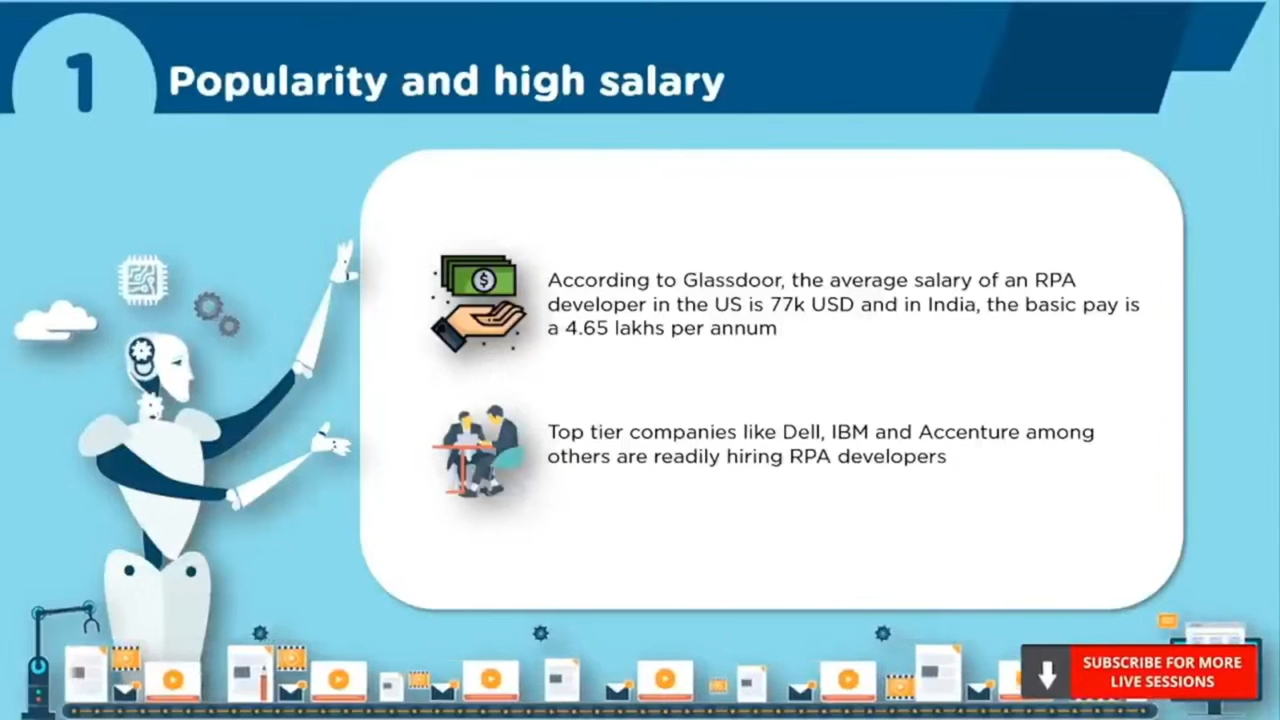 1
Popularity and high salary
According to Glassdoor, the average salary of an RPA
developer in the US is 77k USD and in India, the basic pay is
a 4.65 lakhs per annum
Top tier companies like Dell, IBM and Accenture among
others are readily hiring RPA developers
SUBSCRIBE FOR MORE
LIVE SESSIONS